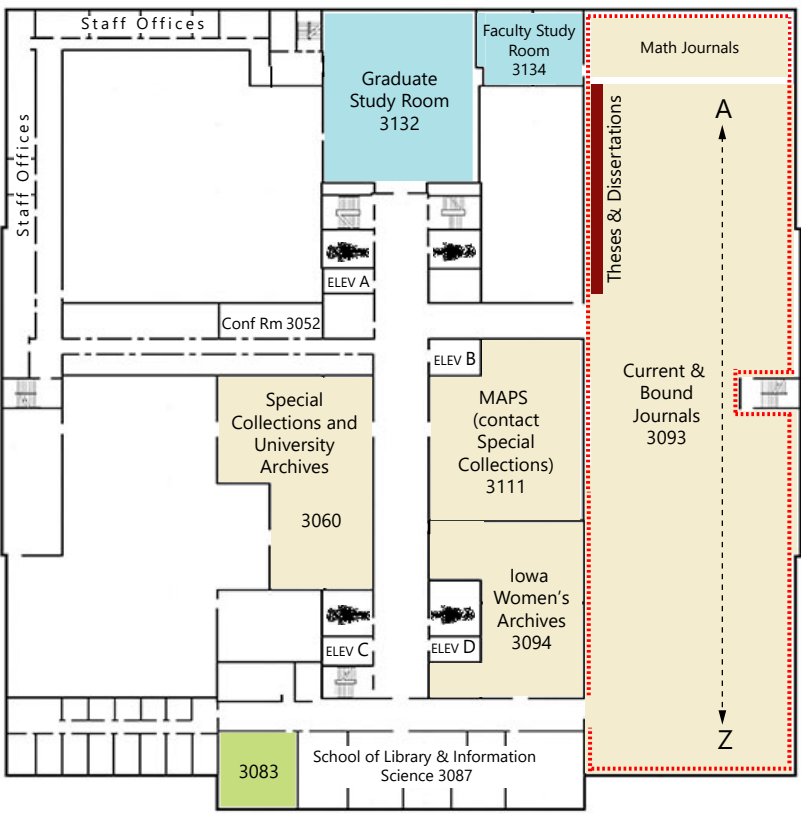 Staff Offices
Staff Offices
Graduate
Study Room
3132
Faculty Study
Room
3134
Math Journals
A
Theses & Dissertations
ELEV A
Conf Rm 3052
ELEV B
Special
Collections and
University
Archives
3060
MAPS
(contact
Special
Collections)
3111
Current &
Bound
Journals
3093
Iowa
Women's
Archives
3094
ELEV C
ELEV D
Z
3083
School of Library & Information
Science 3087